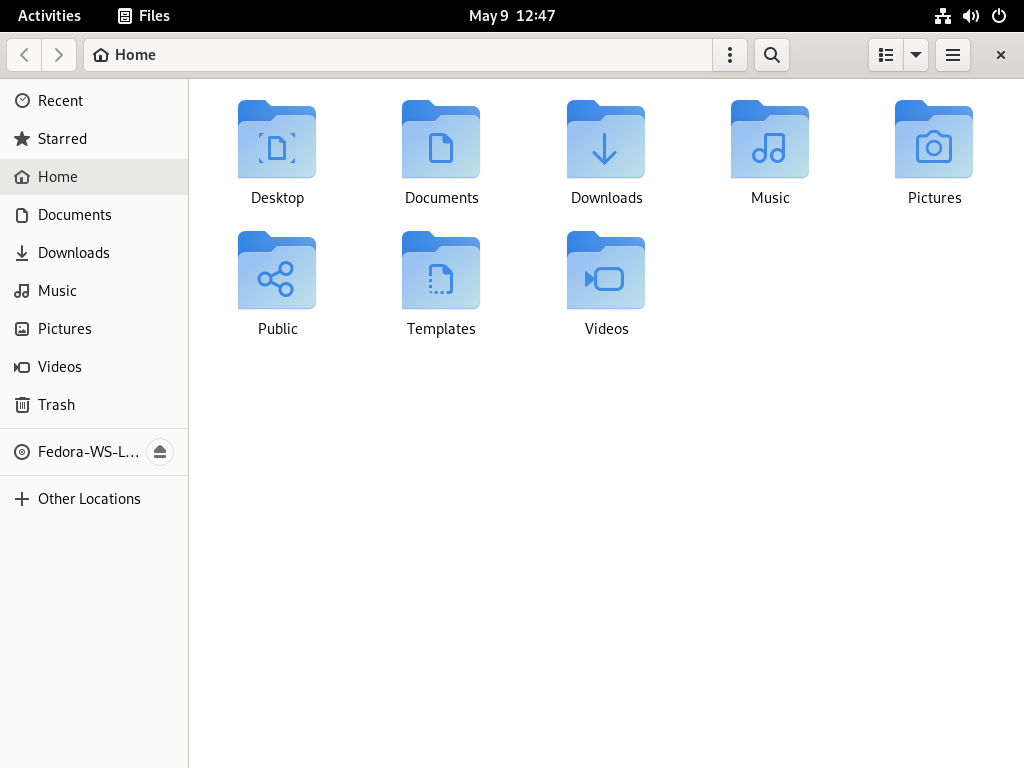 Activities Files May 9 12:47
Home
Recent
Starred
Home
Documents
Downloads
Music
Pictures
Videos
Trash
Fedora-WS-L…
Other Locations
Desktop Documents Downloads Music Pictures
Public Templates Videos